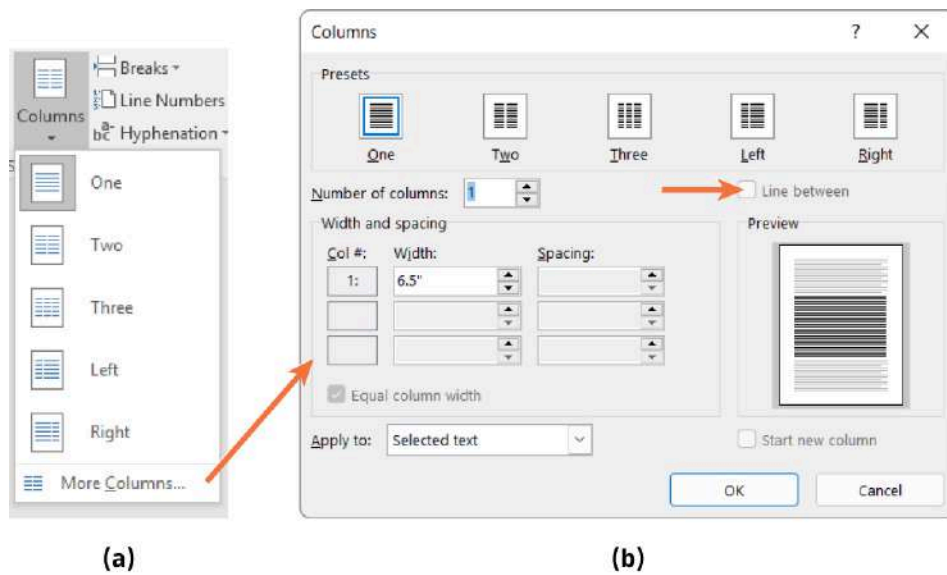 Columns
Breaks
Line Numbers
Hyphenation
One
Two
Three
Left
Right
More Columns...
(a)
Columns
Presets
One
Two
Three
Left
Right
Number of columns: 1
Line between
Width and spacing
Col #: Width: Spacing:
1: 6.5"
Equal column width
Preview
Apply to: Selected text
Start new column
OK
Cancel
(b)